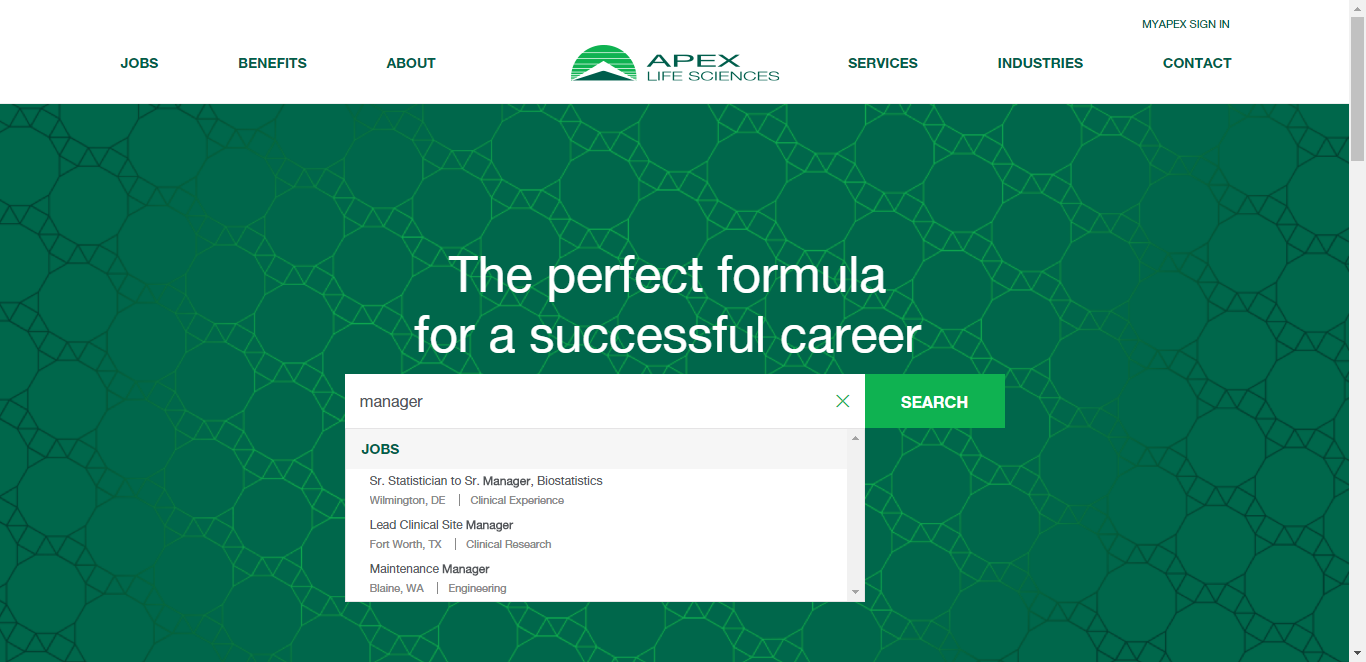 MYAPEX SIGN IN
JOBS BENEFITS ABOUT APEX LIFE SCIENCES SERVICES INDUSTRIES CONTACT
The perfect formula
for a successful career
manager SEARCH
JOBS
Sr. Statistician to Sr. Manager, Biostatistics
Wilmington, DE | Clinical Experience
Lead Clinical Site Manager
Fort Worth, TX | Clinical Research
Maintenance Manager
Blaine, WA | Engineering